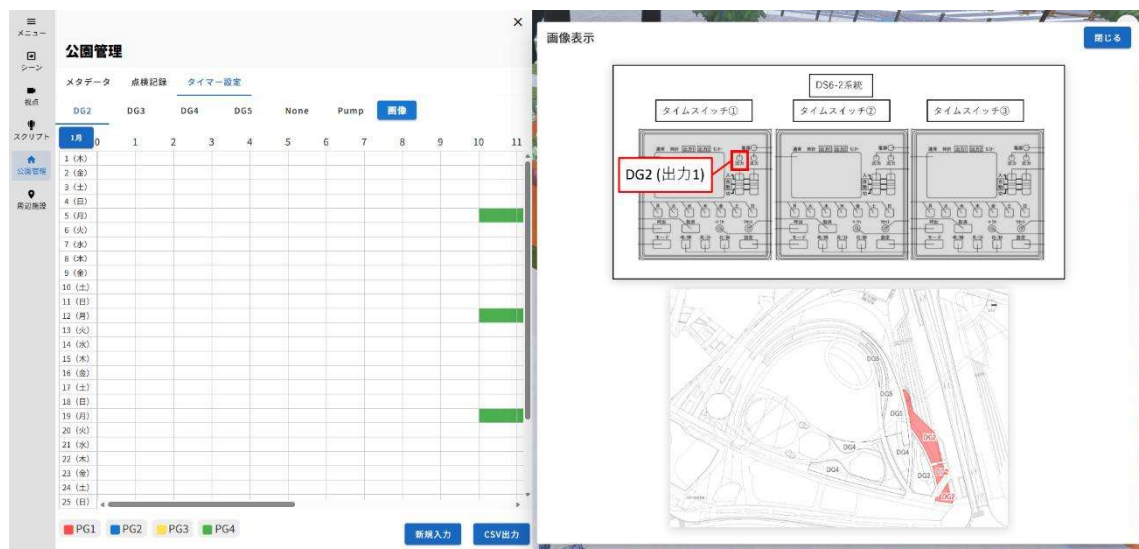 メニュー
シーン
視点
スクリプト
公園管理
周辺施設
×
公園管理
メタデータ 点検記録 タイマー設定
DG2 DG3 DG4 DG5 None Pump 画像
1月 0 1 2 3 4 5 6 7 8 9 10 11
1 (木)
2 (金)
3 (土)
4 (日)
5 (月)
6 (火)
7 (水)
8 (木)
9 (金)
10 (土)
11 (日)
12 (月)
13 (火)
14 (水)
15 (木)
16 (金)
17 (土)
18 (日)
19 (月)
20 (火)
21 (水)
22 (木)
23 (金)
24 (土)
25 (日)
PG1 PG2 PG3 PG4
新規入力 CSV出力
画像表示 閉じる
DS6-2系統
タイムスイッチ① タイムスイッチ② タイムスイッチ③
DG2 (出力1)
DG5
DG5
DG5
DG2
DG4
DG4
DG4
DG3
DG2
DG2